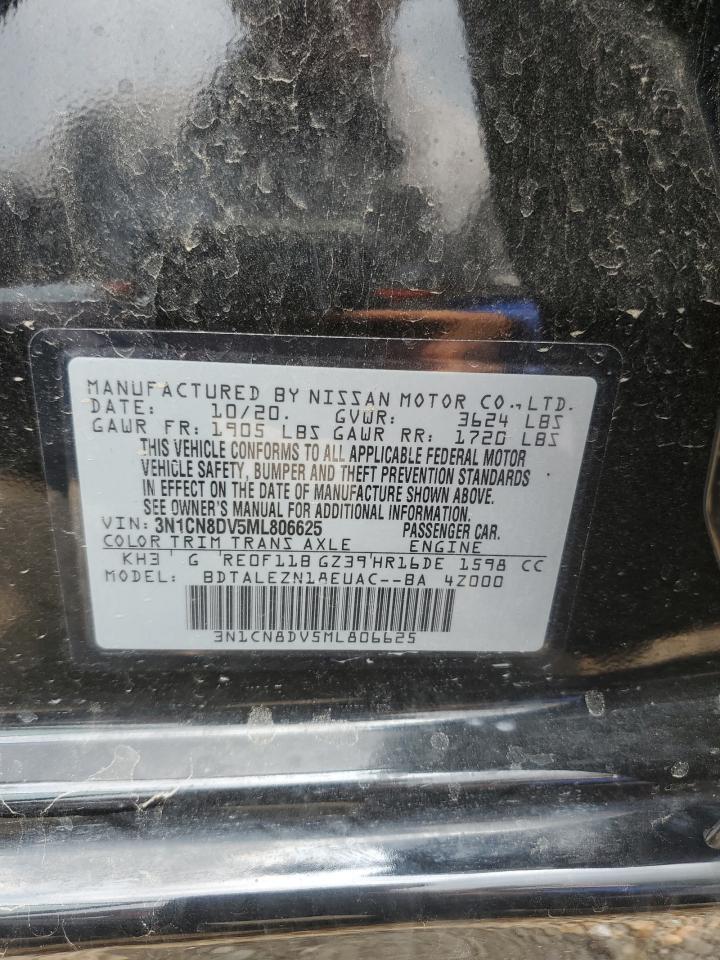 MANUFACTURED BY NISSAN MOTOR CO., LTD.
DATE: 10/20. GVWR: 3624 LBS
GAWR FR: 1905 LBS GAWR RR: 1720 LBS
THIS VEHICLE CONFORMS TO ALL APPLICABLE FEDERAL MOTOR
VEHICLE SAFETY, BUMPER AND THEFT PREVENTION STANDARDS
IN EFFECT ON THE DATE OF MANUFACTURE SHOWN ABOVE.
SEE OWNER'S MANUAL FOR ADDITIONAL INFORMATION.
VIN: 3N1CN8DV5ML806625 PASSENGER CAR.
COLOR TRIM TRANS AXLE ENGINE
KH3 G RE0F11B GZ39 HR16DE 1598 CC
MODEL: BDTALEZN18EUAC--BA 4Z000
3N1CN8DV5ML806625